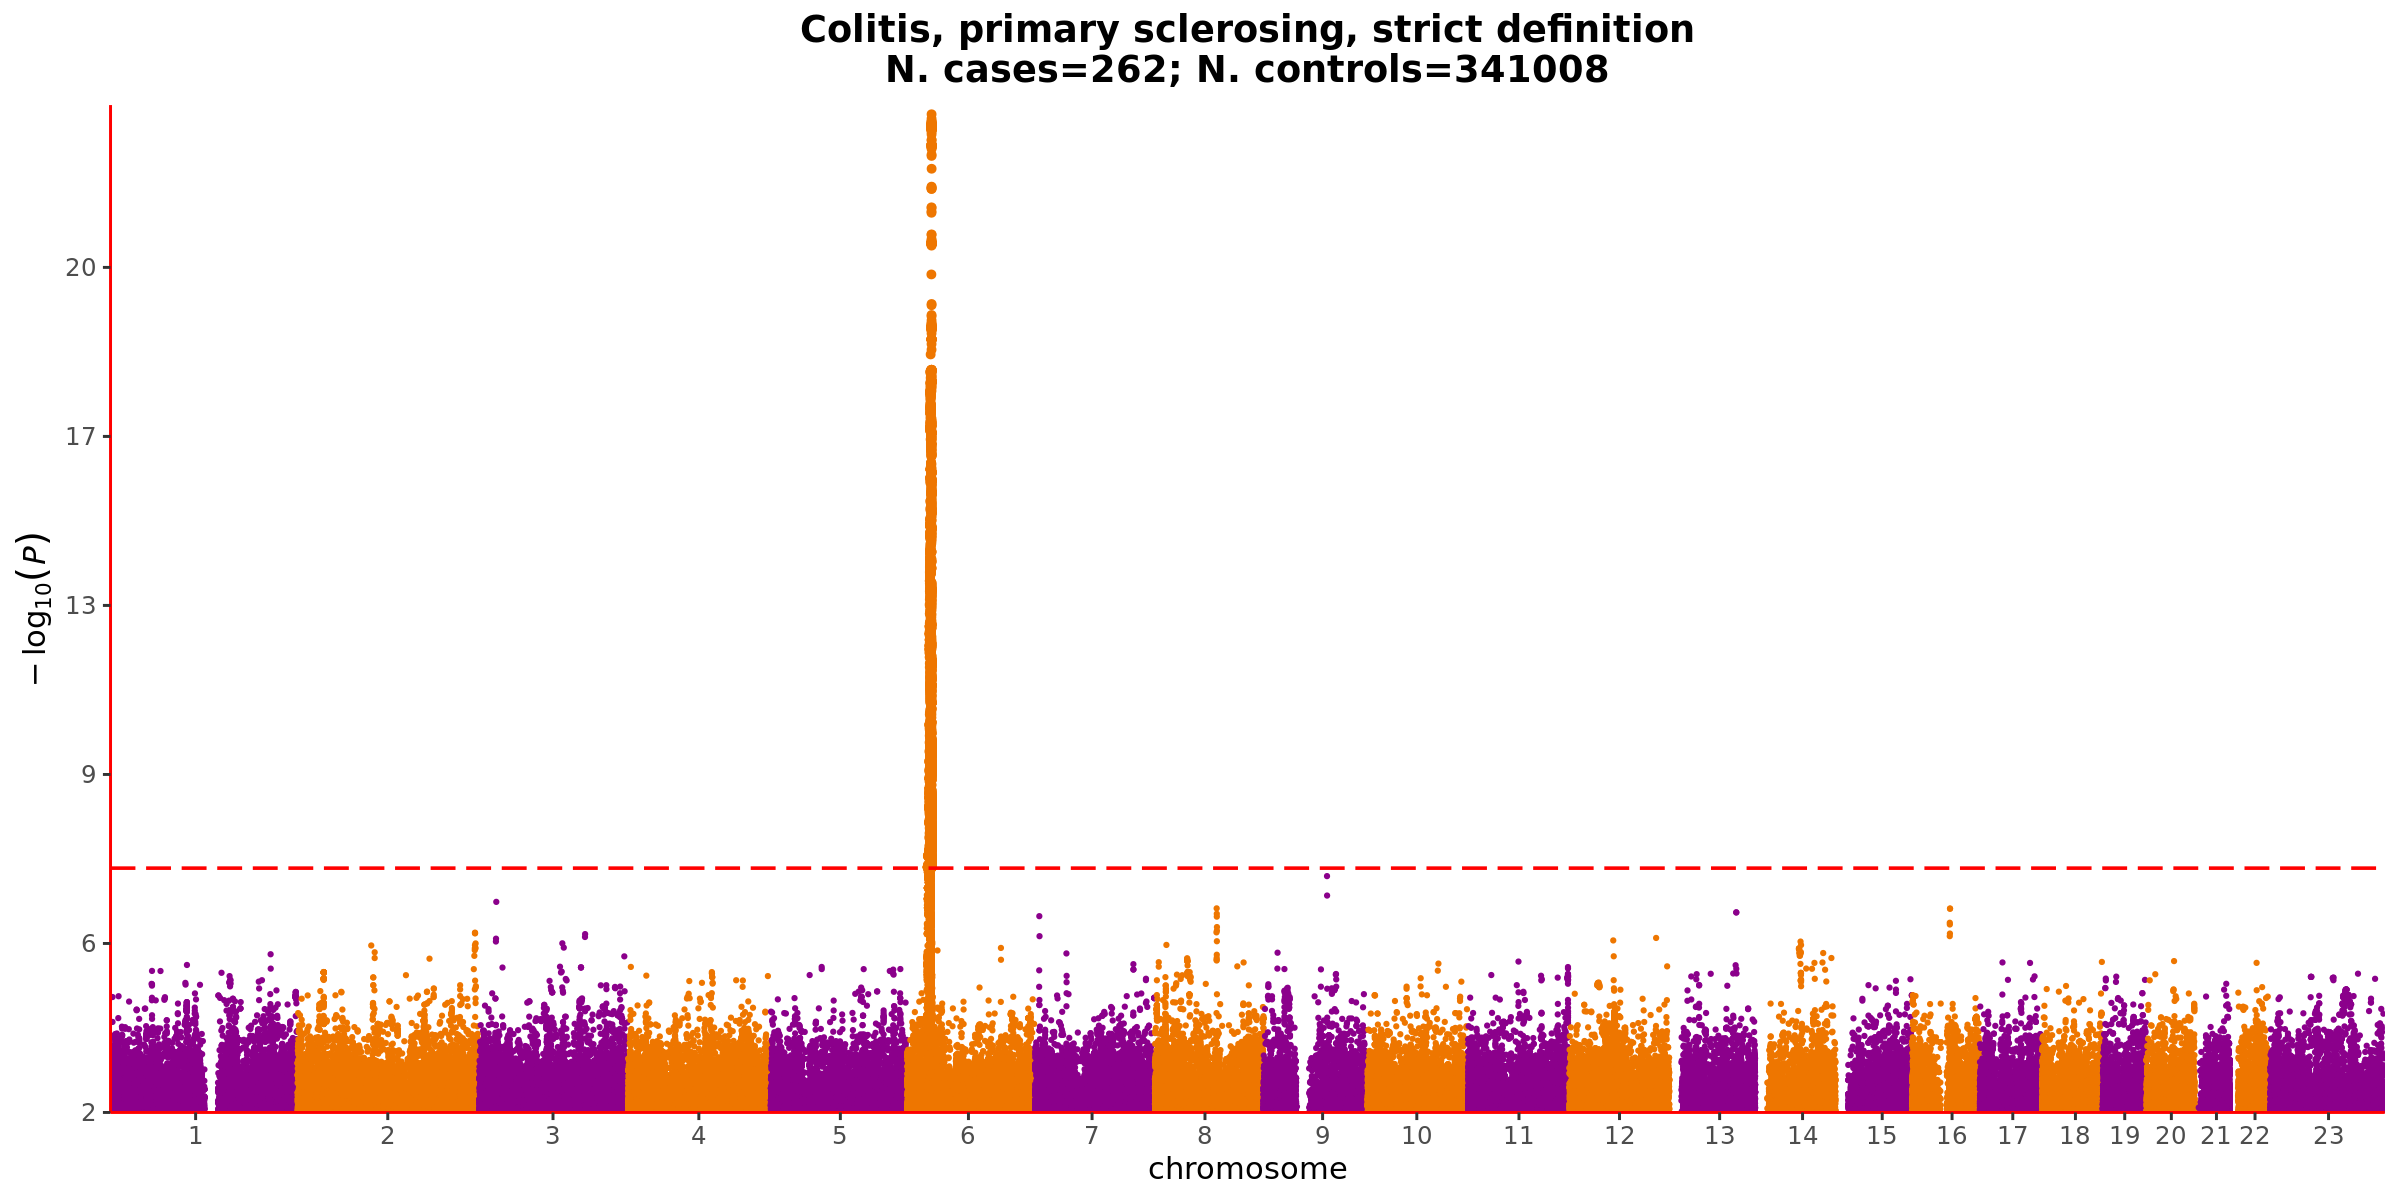 Colitis, primary sclerosing, strict definition
N. cases=262; N. controls=341008
20
17
13
9
6
2
−log10(P)
1 2 3 4 5 6 7 8 9 10 11 12 13 14 15 16 17 18 19 20 21 22 23
chromosome